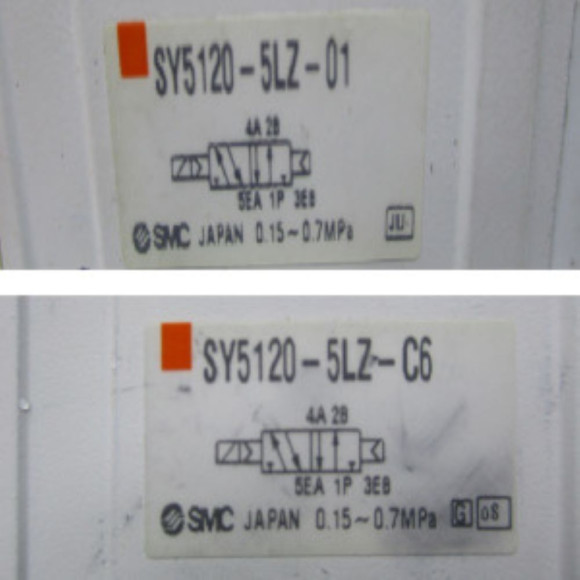 SY5120-5LZ-01
4A 2B
5EA 1P 3EB
SMC JAPAN 0.15~0.7MPa JU
SY5120-5LZ-C6
4A 2B
5EA 1P 3EB
SMC JAPAN 0.15~0.7MPa G OS